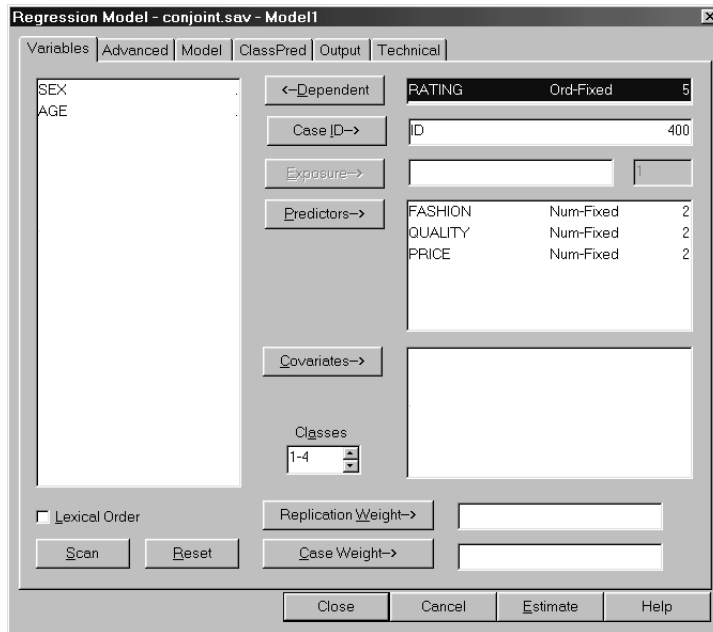 Regression Model - conjoint.sav - Model1
Variables Advanced Model ClassPred Output Technical
SEX .
AGE .
<-Dependent
RATING Ord-Fixed 5
Case ID->
ID 400
Exposure->
1
Predictors->
FASHION Num-Fixed 2
QUALITY Num-Fixed 2
PRICE Num-Fixed 2
Covariates->
Classes
1-4
Lexical Order
Scan Reset
Replication Weight->
Case Weight->
Close Cancel Estimate Help